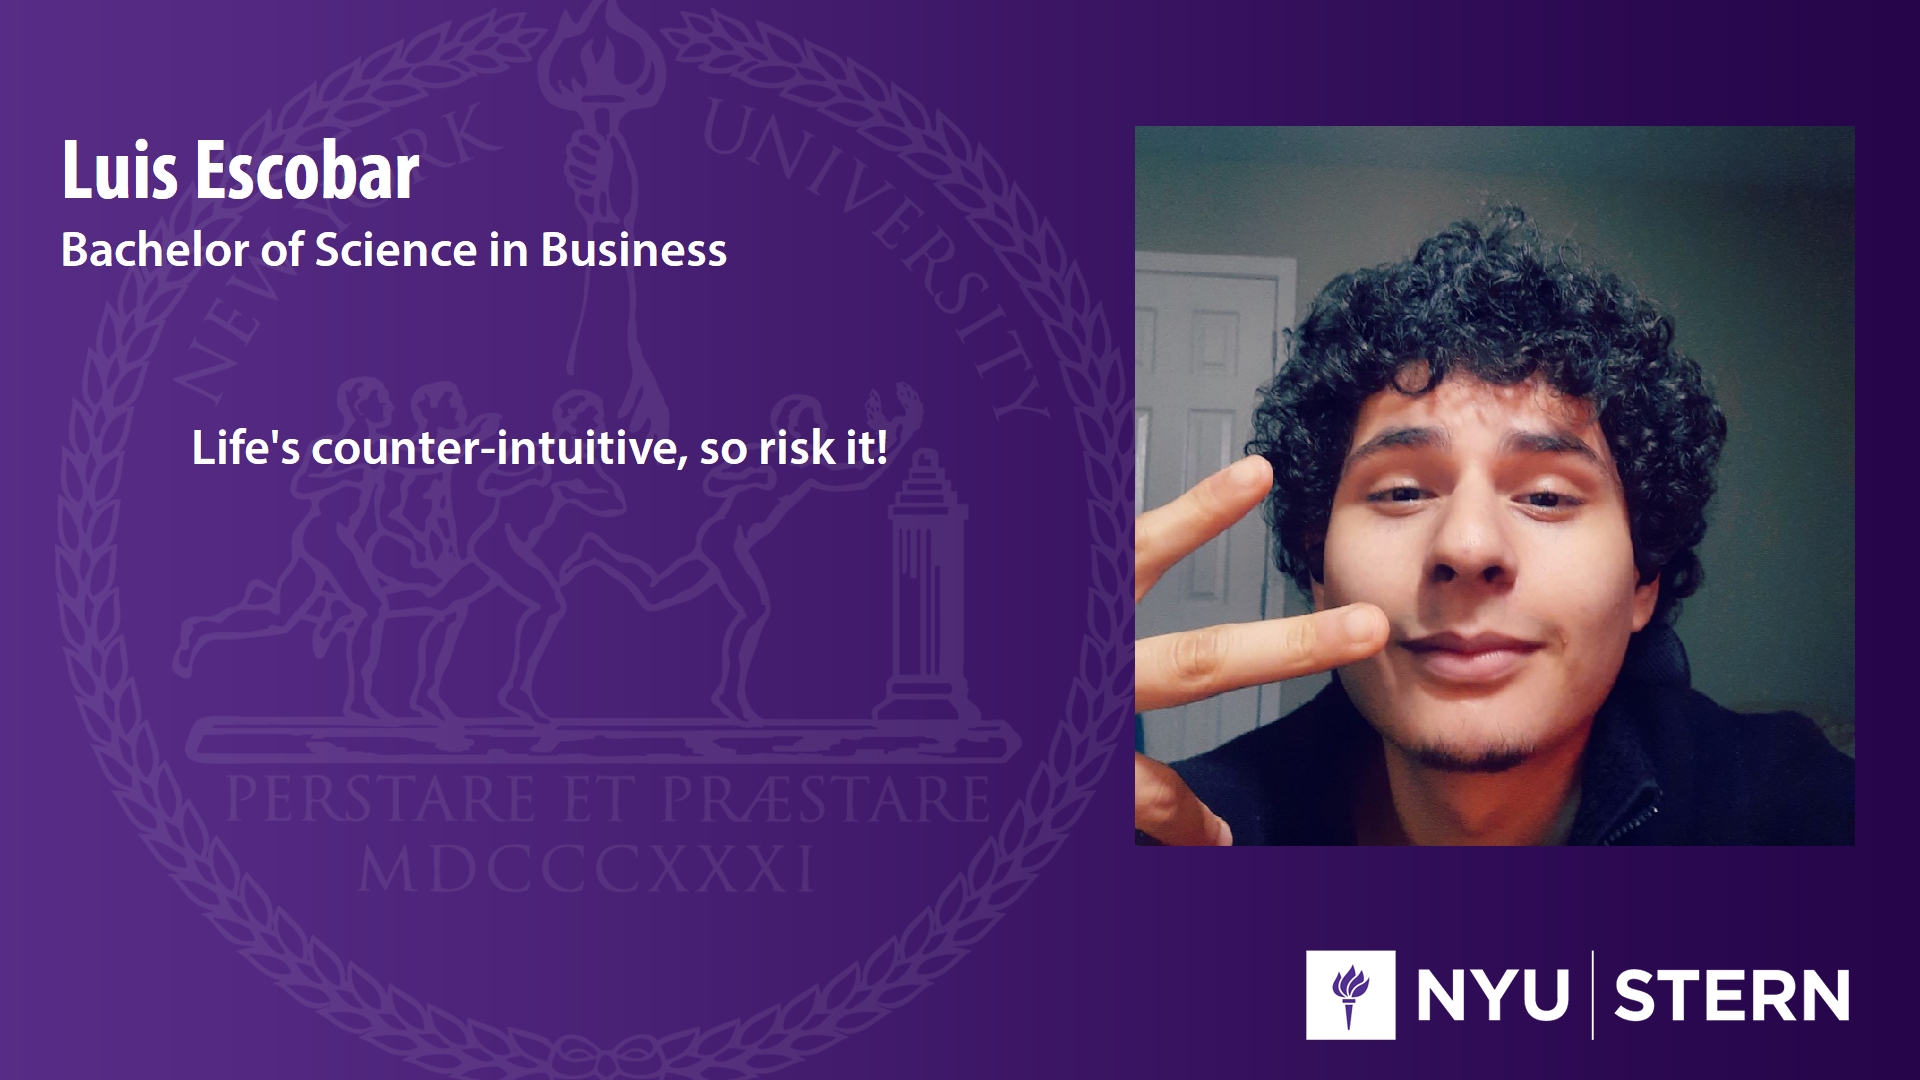 Luis Escobar
Bachelor of Science in Business
Life's counter-intuitive, so risk it!
NEW YORK UNIVERSITY
PERSTARE ET PRÆSTARE
MDCCCXXXI
NYU | STERN